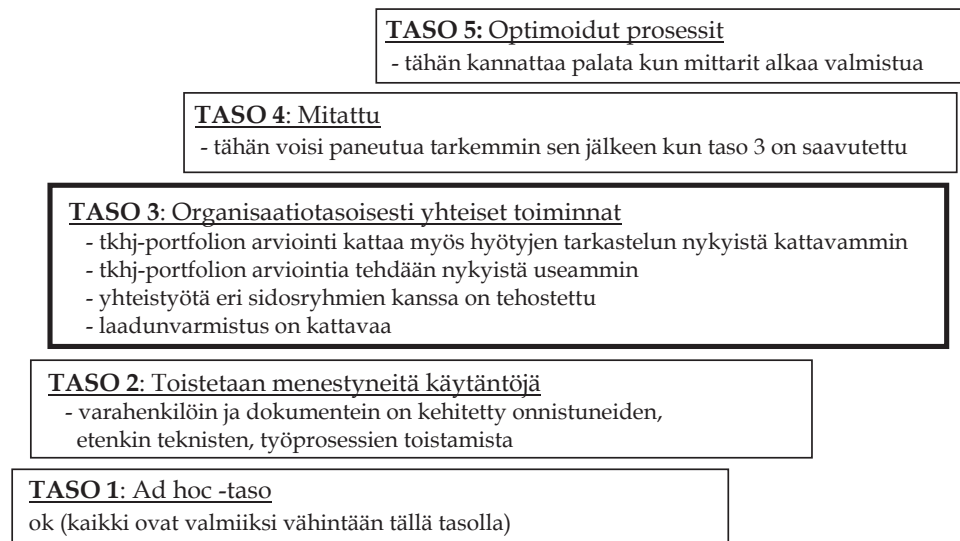 TASO 5: Optimoidut prosessit
- tähän kannattaa palata kun mittarit alkaa valmistua
TASO 4: Mitattu
- tähän voisi paneutua tarkemmin sen jälkeen kun taso 3 on saavutettu
TASO 3: Organisaatiotasoisesti yhteiset toiminnat
- tkhj-portfolion arviointi kattaa myös hyötyjen tarkastelun nykyistä kattavammin
- tkhj-portfolion arviointia tehdään nykyistä useammin
- yhteistyötä eri sidosryhmien kanssa on tehostettu
- laadunvarmistus on kattavaa
TASO 2: Toistetaan menestyneitä käytäntöjä
- varahenkilöin ja dokumentein on kehitetty onnistuneiden,
etenkin teknisten, työprosessien toistamista
TASO 1: Ad hoc -taso
ok (kaikki ovat valmiiksi vähintään tällä tasolla)